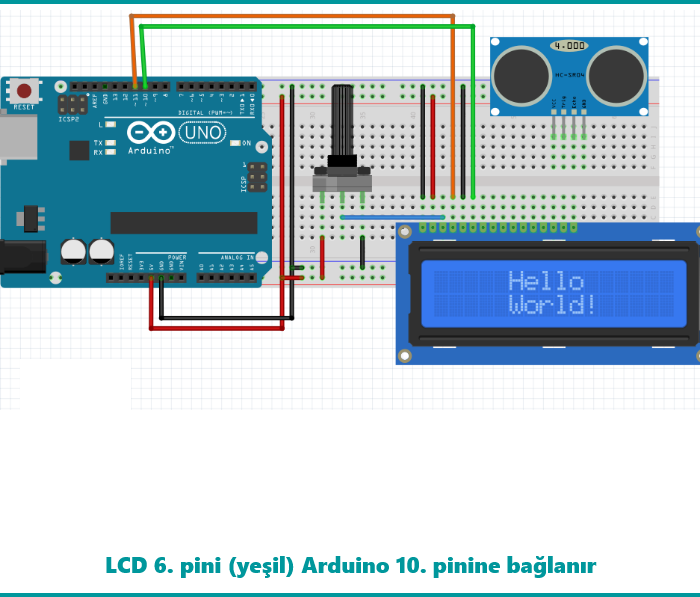 4.000
HC-SR04
VCC
Trig
Echo
GND
RESET
ICSP2
AREF
GND
13
12
~11
~10
~9
8
7
~6
~5
4
~3
2
TX0▶1
RX0◀0
DIGITAL (PWM~)
L
TX
RX
UNO
Arduino™
ON
ICSP
1
IOREF
RESET
3V3
5V
GND
GND
VIN
POWER
ANALOG IN
A0
A1
A2
A3
A4
A5
Hello
World!
LCD 6. pini (yeşil) Arduino 10. pinine bağlanır